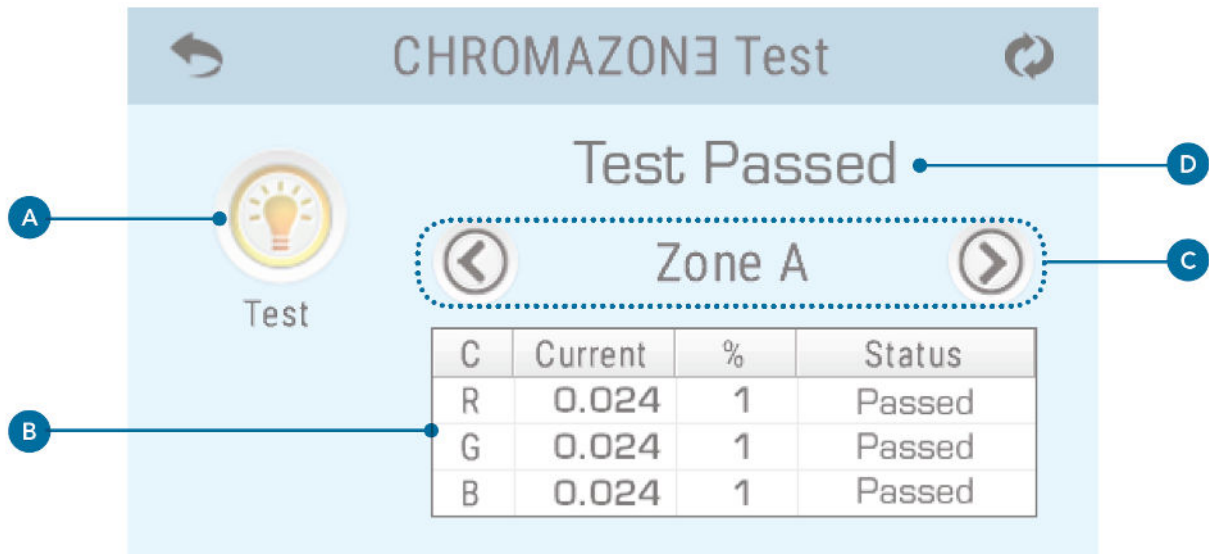 CHROMAZONƎ Test
Test Passed
D
A
Zone A
C
Test
C Current % Status
R 0.024 1 Passed
B
G 0.024 1 Passed
B 0.024 1 Passed